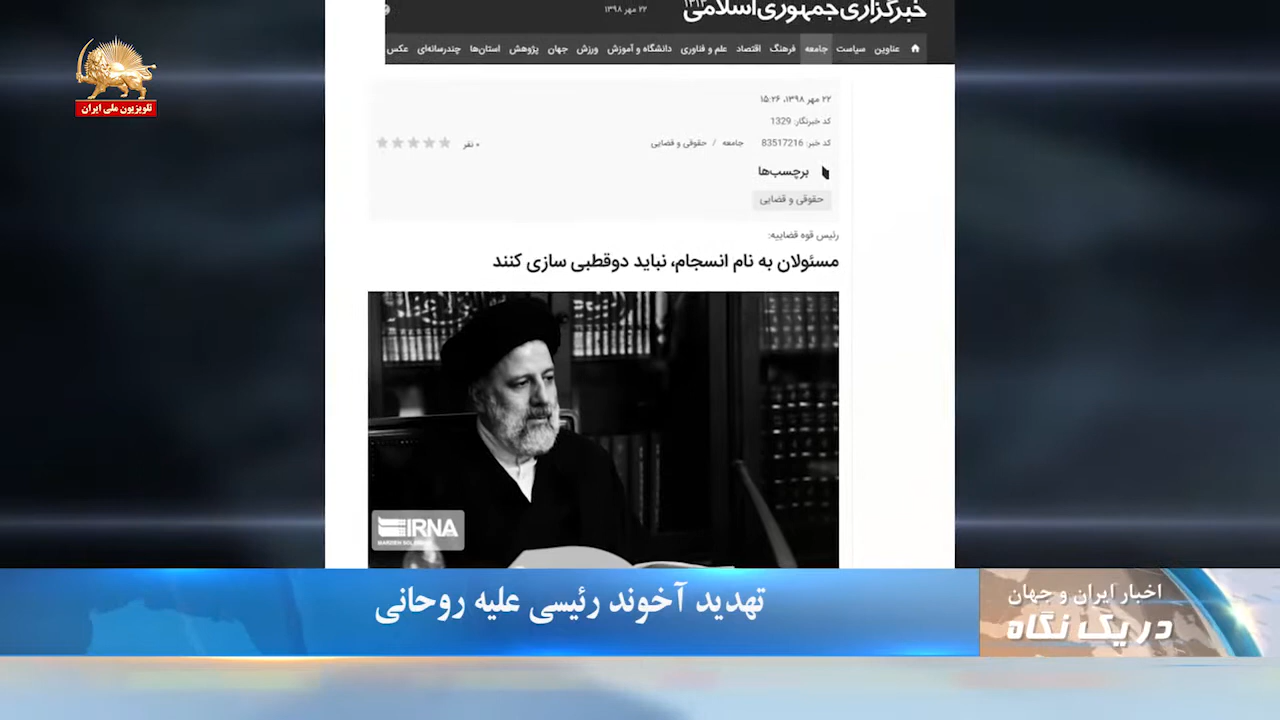 خبرگزاری جمهوری اسلامی
۲۲ مهر ۱۳۹۸
عناوین سیاست جامعه فرهنگ اقتصاد علم و فناوری دانشگاه و آموزش ورزش جهان پژوهش استان‌ها چندرسانه‌ای عکس
تلویزیون ملی ایران
۲۲ مهر ۱۳۹۸، ۱۵:۲۶
کد خبرنگار: 1329
کد خبر: 83517216 جامعه / حقوقی و قضایی ۰ نفر
برچسب‌ها
حقوقی و قضایی
رئیس قوه قضاییه:
مسئولان به نام انسجام، نباید دوقطبی سازی کنند
IRNA
تهدید آخوند رئیسی علیه روحانی
اخبار ایران و جهان
در یک نگاه